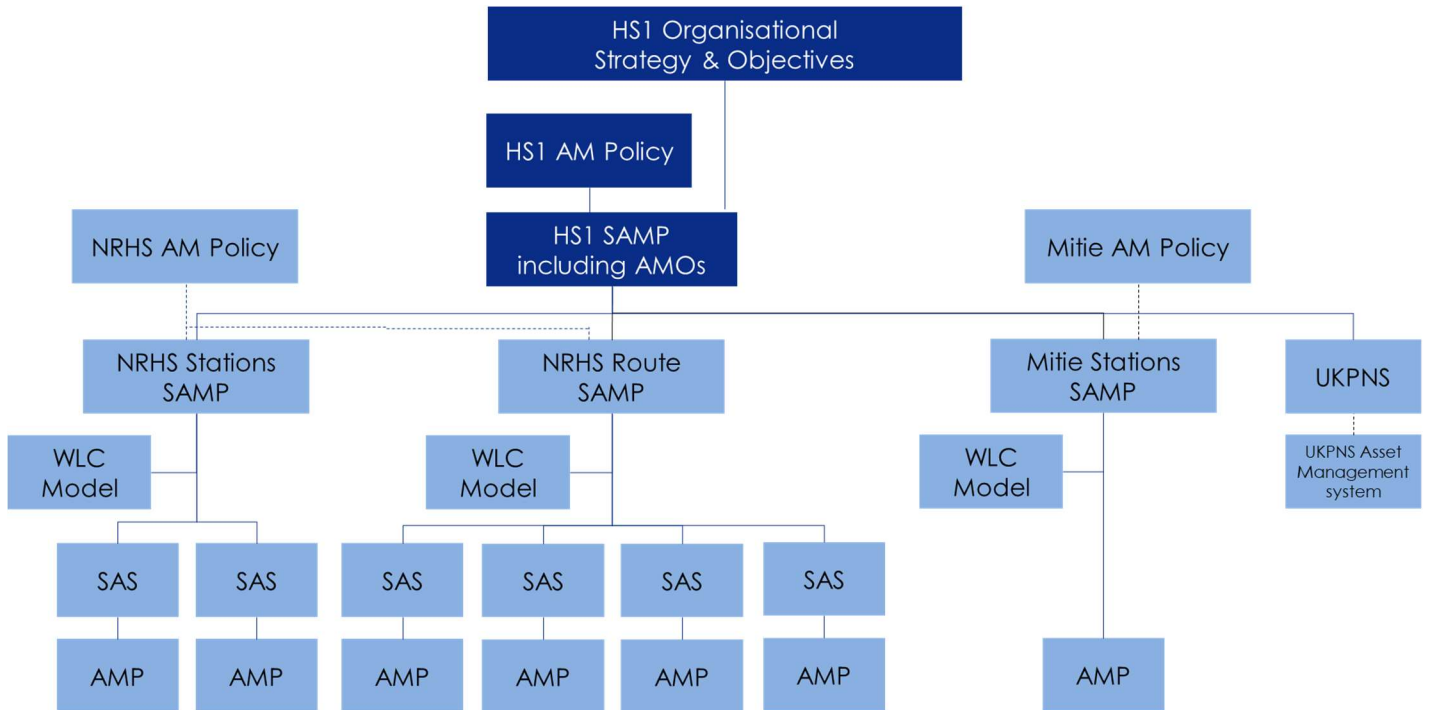 HS1 Organisational
Strategy & Objectives
HS1 AM Policy
NRHS AM Policy
HS1 SAMP
including AMOs
Mitie AM Policy
NRHS Stations
SAMP
NRHS Route
SAMP
Mitie Stations
SAMP
UKPNS
WLC
Model
WLC
Model
WLC
Model
UKPNS Asset
Management
system
SAS
SAS
SAS
SAS
SAS
SAS
AMP
AMP
AMP
AMP
AMP
AMP
AMP